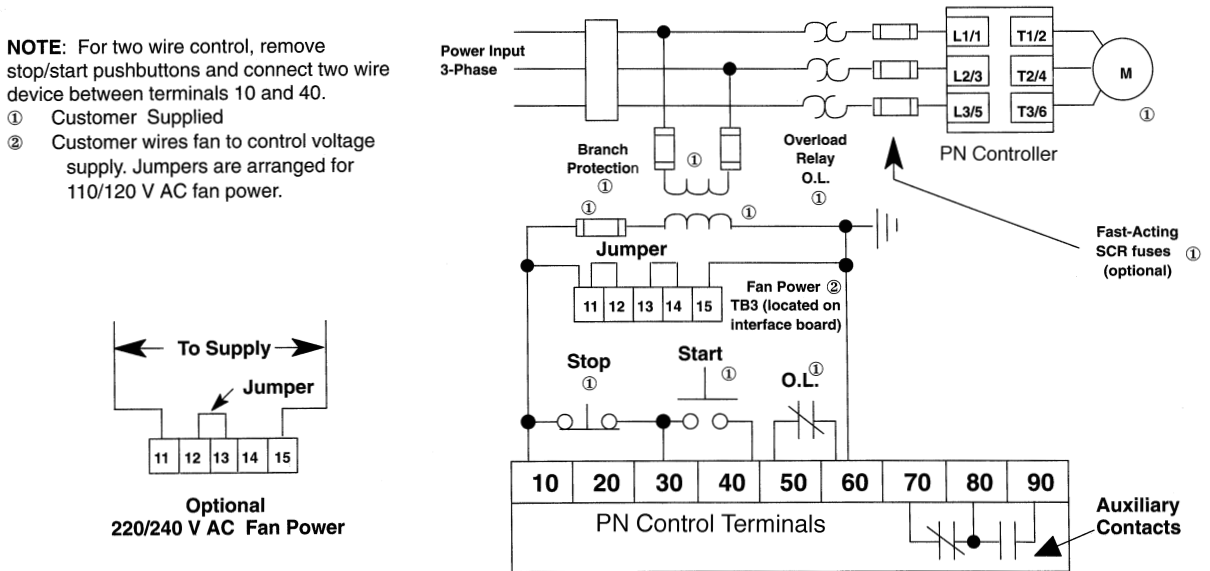 NOTE: For two wire control, remove
stop/start pushbuttons and connect two wire
device between terminals 10 and 40.
① Customer Supplied
② Customer wires fan to control voltage
supply. Jumpers are arranged for
110/120 V AC fan power.
Power Input
3-Phase
L1/1 T1/2
L2/3 T2/4
L3/5 T3/6
M
①
PN Controller
Branch
Protection
①
①
Overload
Relay
O.L.
①
Fast-Acting
SCR fuses ①
(optional)
①
①
Jumper
11 12 13 14 15
Fan Power ②
TB3 (located on
interface board)
To Supply
Jumper
11 12 13 14 15
Optional
220/240 V AC Fan Power
Stop
①
Start
①
O.L.①
10 20 30 40 50 60 70 80 90
PN Control Terminals
Auxiliary
Contacts